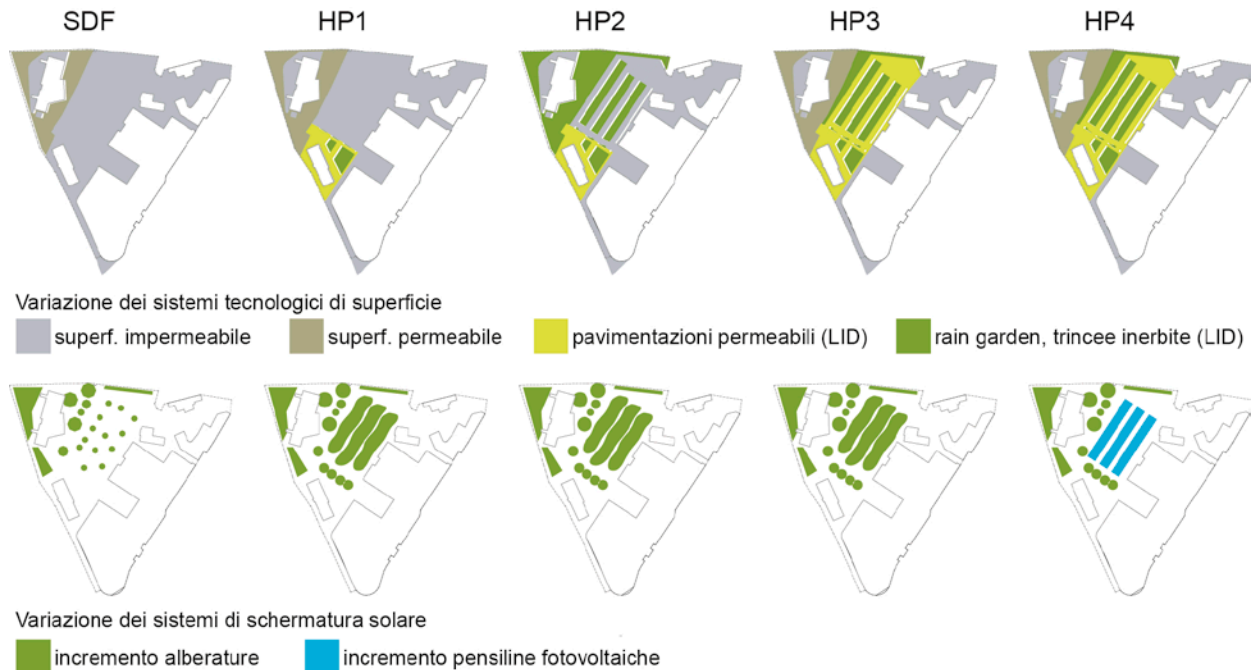 SDF HP1 HP2 HP3 HP4
Variazione dei sistemi tecnologici di superficie
superf. impermeabile superf. permeabile pavimentazioni permeabili (LID) rain garden, trincee inerbite (LID)
Variazione dei sistemi di schermatura solare
incremento alberature incremento pensiline fotovoltaiche